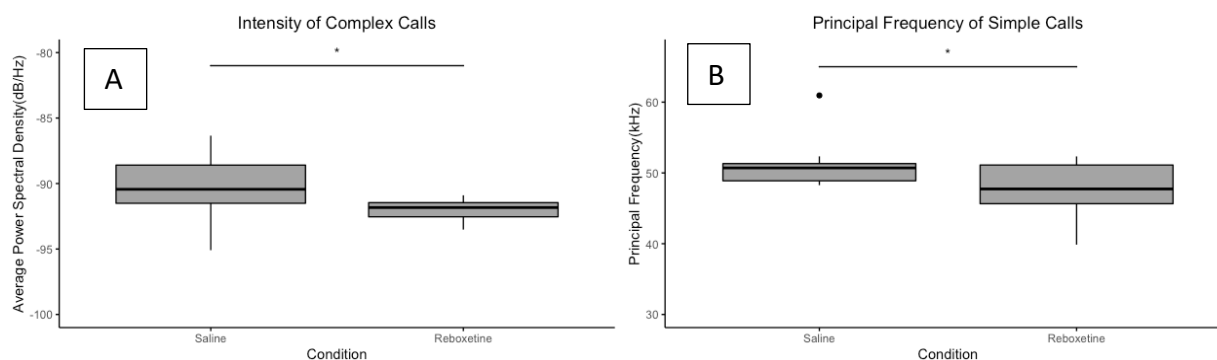 Intensity of Complex Calls
A
*
Average Power Spectral Density(dB/Hz)
-80
-85
-90
-95
-100
Saline
Reboxetine
Condition
Principal Frequency of Simple Calls
B
*
Principal Frequency(kHz)
60
50
40
30
Saline
Reboxetine
Condition